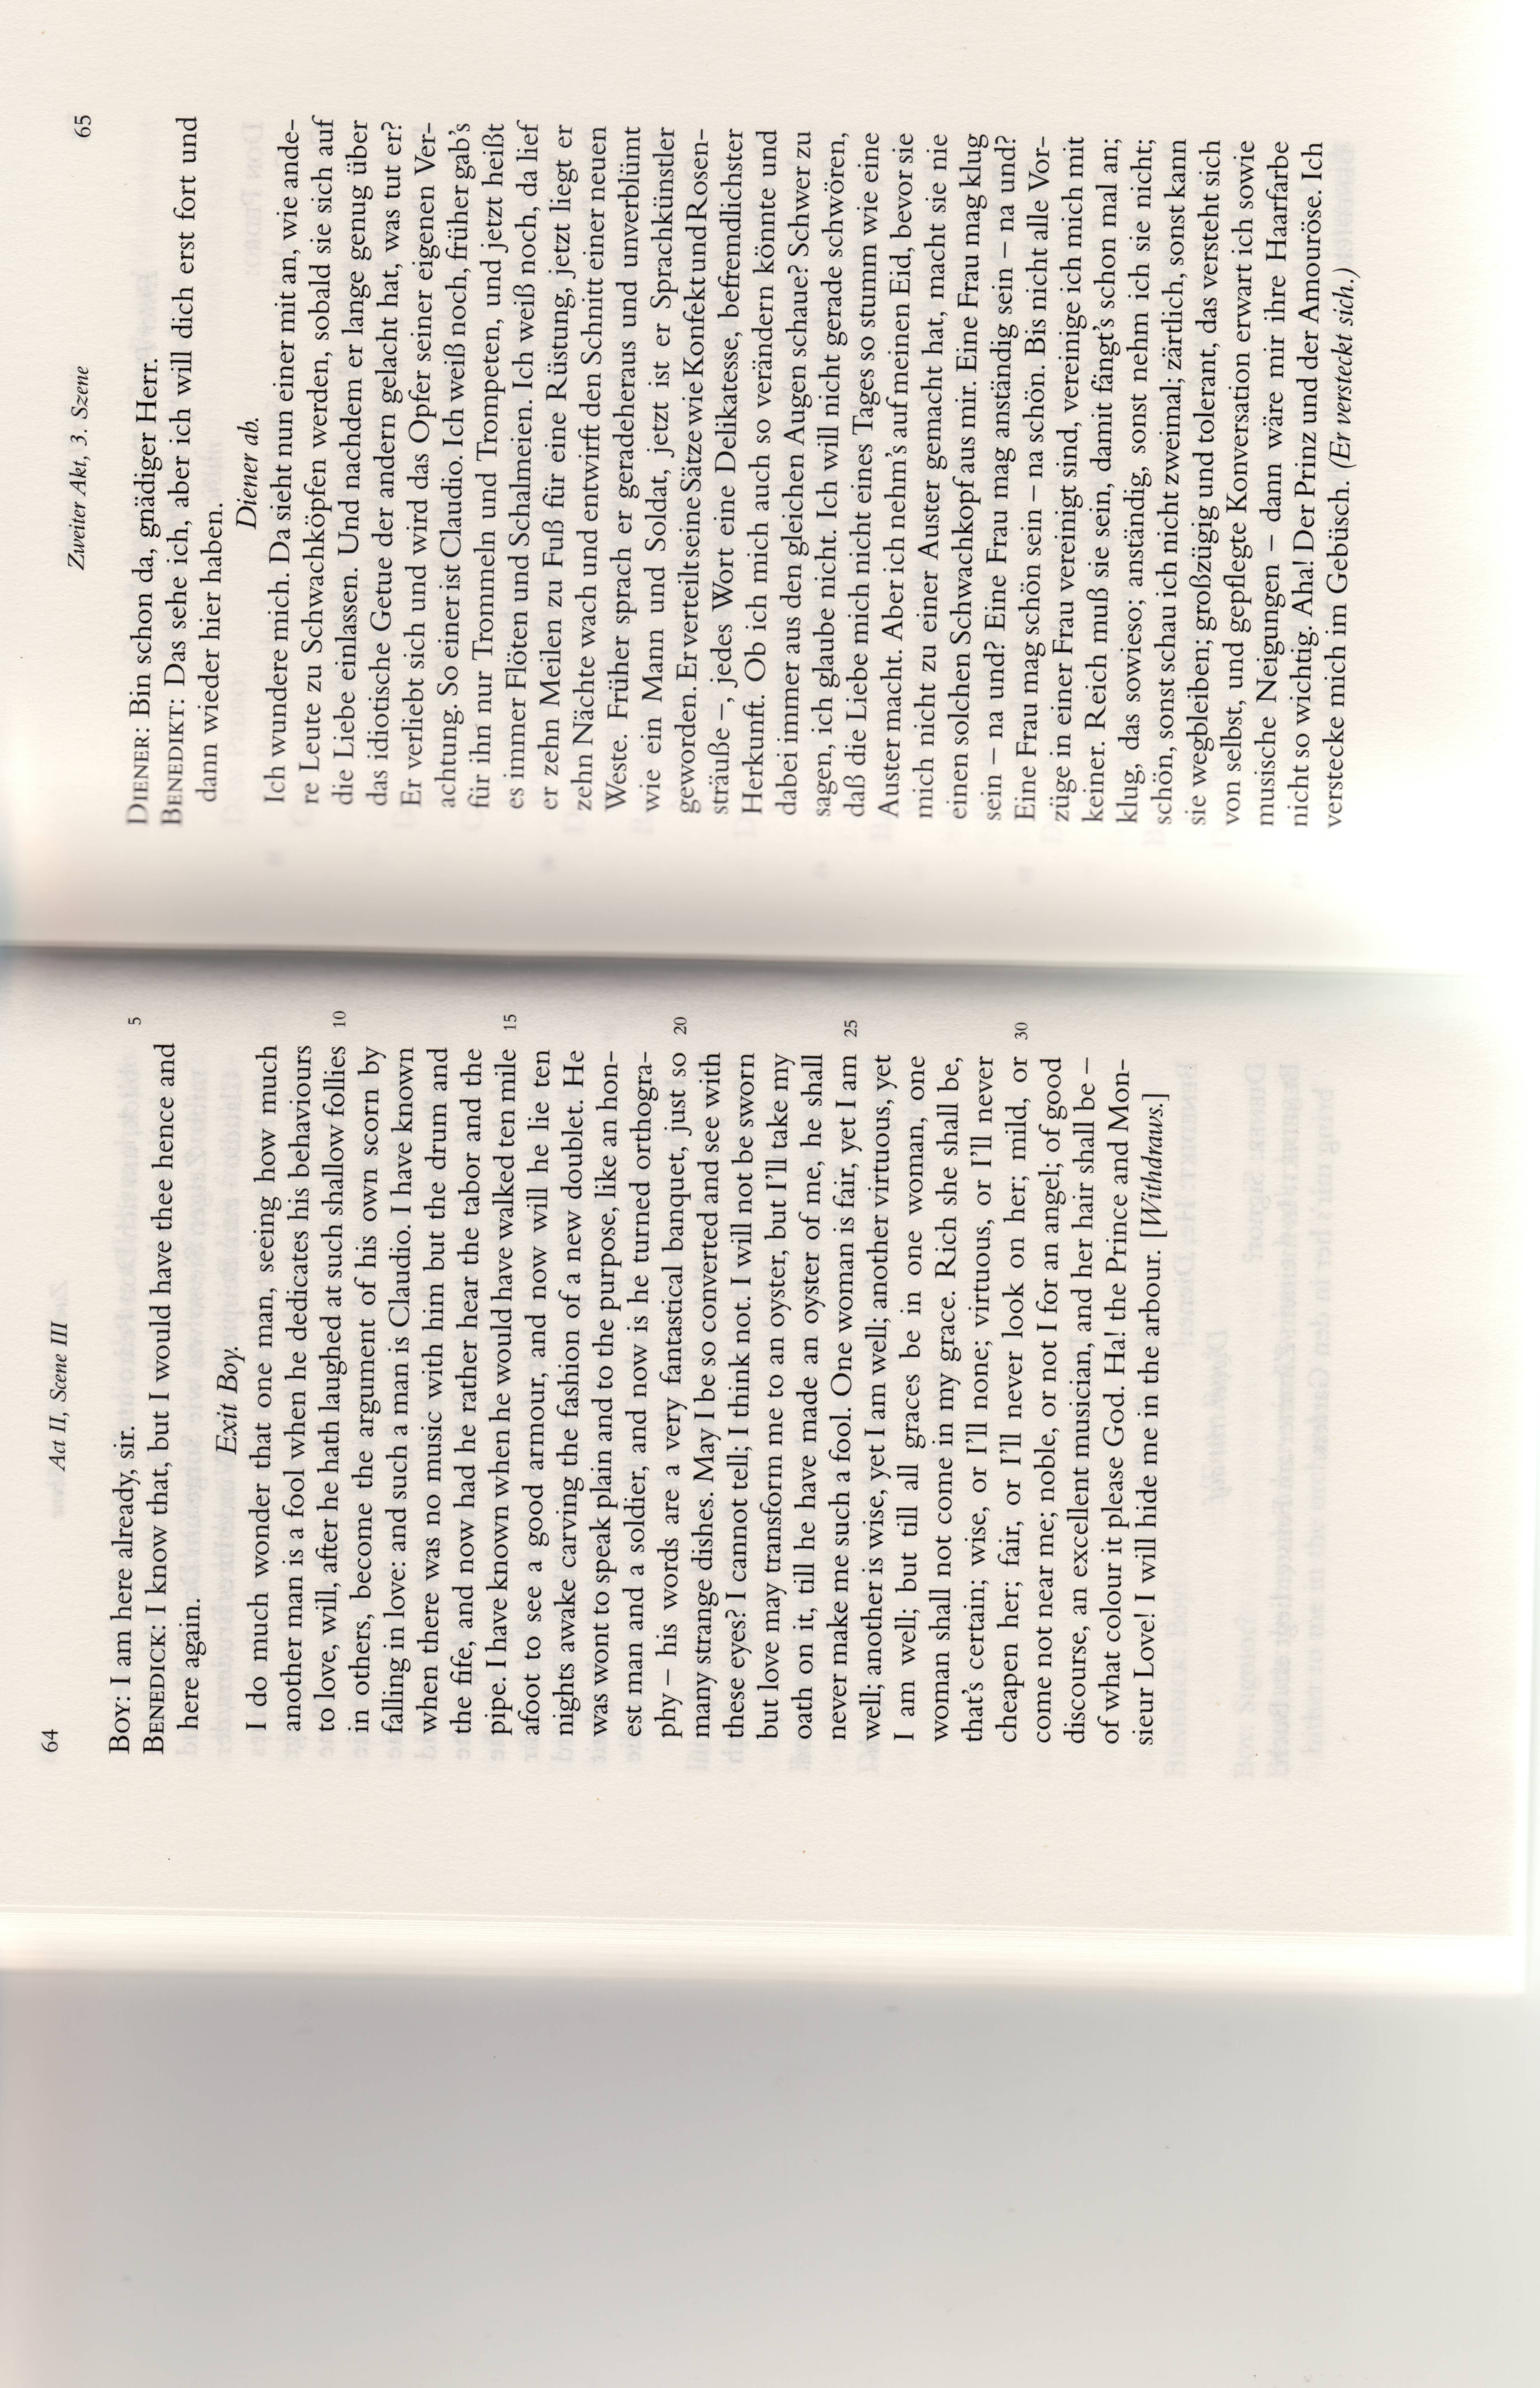 64
Act II, Scene III
BOY: I am here already, sir.
5
BENEDICK: I know that, but I would have thee hence and
here again.
Exit Boy.
I do much wonder that one man, seeing how much
another man is a fool when he dedicates his behaviours
to love, will, after he hath laughed at such shallow follies
10
in others, become the argument of his own scorn by
falling in love: and such a man is Claudio. I have known
when there was no music with him but the drum and
the fife, and now had he rather hear the tabor and the
pipe. I have known when he would have walked ten mile
15
afoot to see a good armour, and now will he lie ten
nights awake carving the fashion of a new doublet. He
was wont to speak plain and to the purpose, like an hon-
est man and a soldier, and now is he turned orthogra-
phy – his words are a very fantastical banquet, just so
20
many strange dishes. May I be so converted and see with
these eyes? I cannot tell; I think not. I will not be sworn
but love may transform me to an oyster, but I'll take my
oath on it, till he have made an oyster of me, he shall
never make me such a fool. One woman is fair, yet I am
25
well; another is wise, yet I am well; another virtuous, yet
I am well; but till all graces be in one woman, one
woman shall not come in my grace. Rich she shall be,
that's certain; wise, or I'll none; virtuous, or I'll never
cheapen her; fair, or I'll never look on her; mild, or
30
come not near me; noble, or not I for an angel; of good
discourse, an excellent musician, and her hair shall be –
of what colour it please God. Ha! the Prince and Mon-
sieur Love! I will hide me in the arbour. [Withdraws.]
Zweiter Akt, 3. Szene
65
DIENER: Bin schon da, gnädiger Herr.
BENEDIKT: Das sehe ich, aber ich will dich erst fort und
dann wieder hier haben.
Diener ab.
Ich wundere mich. Da sieht nun einer mit an, wie ande-
re Leute zu Schwachköpfen werden, sobald sie sich auf
die Liebe einlassen. Und nachdem er lange genug über
das idiotische Getue der andern gelacht hat, was tut er?
Er verliebt sich und wird das Opfer seiner eigenen Ver-
achtung. So einer ist Claudio. Ich weiß noch, früher gab's
für ihn nur Trommeln und Trompeten, und jetzt heißt
es immer Flöten und Schalmeien. Ich weiß noch, da lief
er zehn Meilen zu Fuß für eine Rüstung, jetzt liegt er
zehn Nächte wach und entwirft den Schnitt einer neuen
Weste. Früher sprach er geradeheraus und unverblümt
wie ein Mann und Soldat, jetzt ist er Sprachkünstler
geworden. Er verteilt seine Sätze wie Konfekt und Rosen-
sträuße –, jedes Wort eine Delikatesse, befremdlichster
Herkunft. Ob ich mich auch so verändern könnte und
dabei immer aus den gleichen Augen schaue? Schwer zu
sagen, ich glaube nicht. Ich will nicht gerade schwören,
daß die Liebe mich nicht eines Tages so stumm wie eine
Auster macht. Aber ich nehm's auf meinen Eid, bevor sie
mich nicht zu einer Auster gemacht hat, macht sie nie
einen solchen Schwachkopf aus mir. Eine Frau mag klug
sein – na und? Eine Frau mag anständig sein – na und?
Eine Frau mag schön sein – na schön. Bis nicht alle Vor-
züge in einer Frau vereinigt sind, vereinige ich mich mit
keiner. Reich muß sie sein, damit fängt's schon mal an;
klug, das sowieso; anständig, sonst nehm ich sie nicht;
schön, sonst schau ich nicht zweimal; zärtlich, sonst kann
sie wegbleiben; großzügig und tolerant, das versteht sich
von selbst, und gepflegte Konversation erwart ich sowie
musische Neigungen – dann wäre mir ihre Haarfarbe
nicht so wichtig. Aha! Der Prinz und der Amouröse. Ich
verstecke mich im Gebüsch. (Er versteckt sich.)